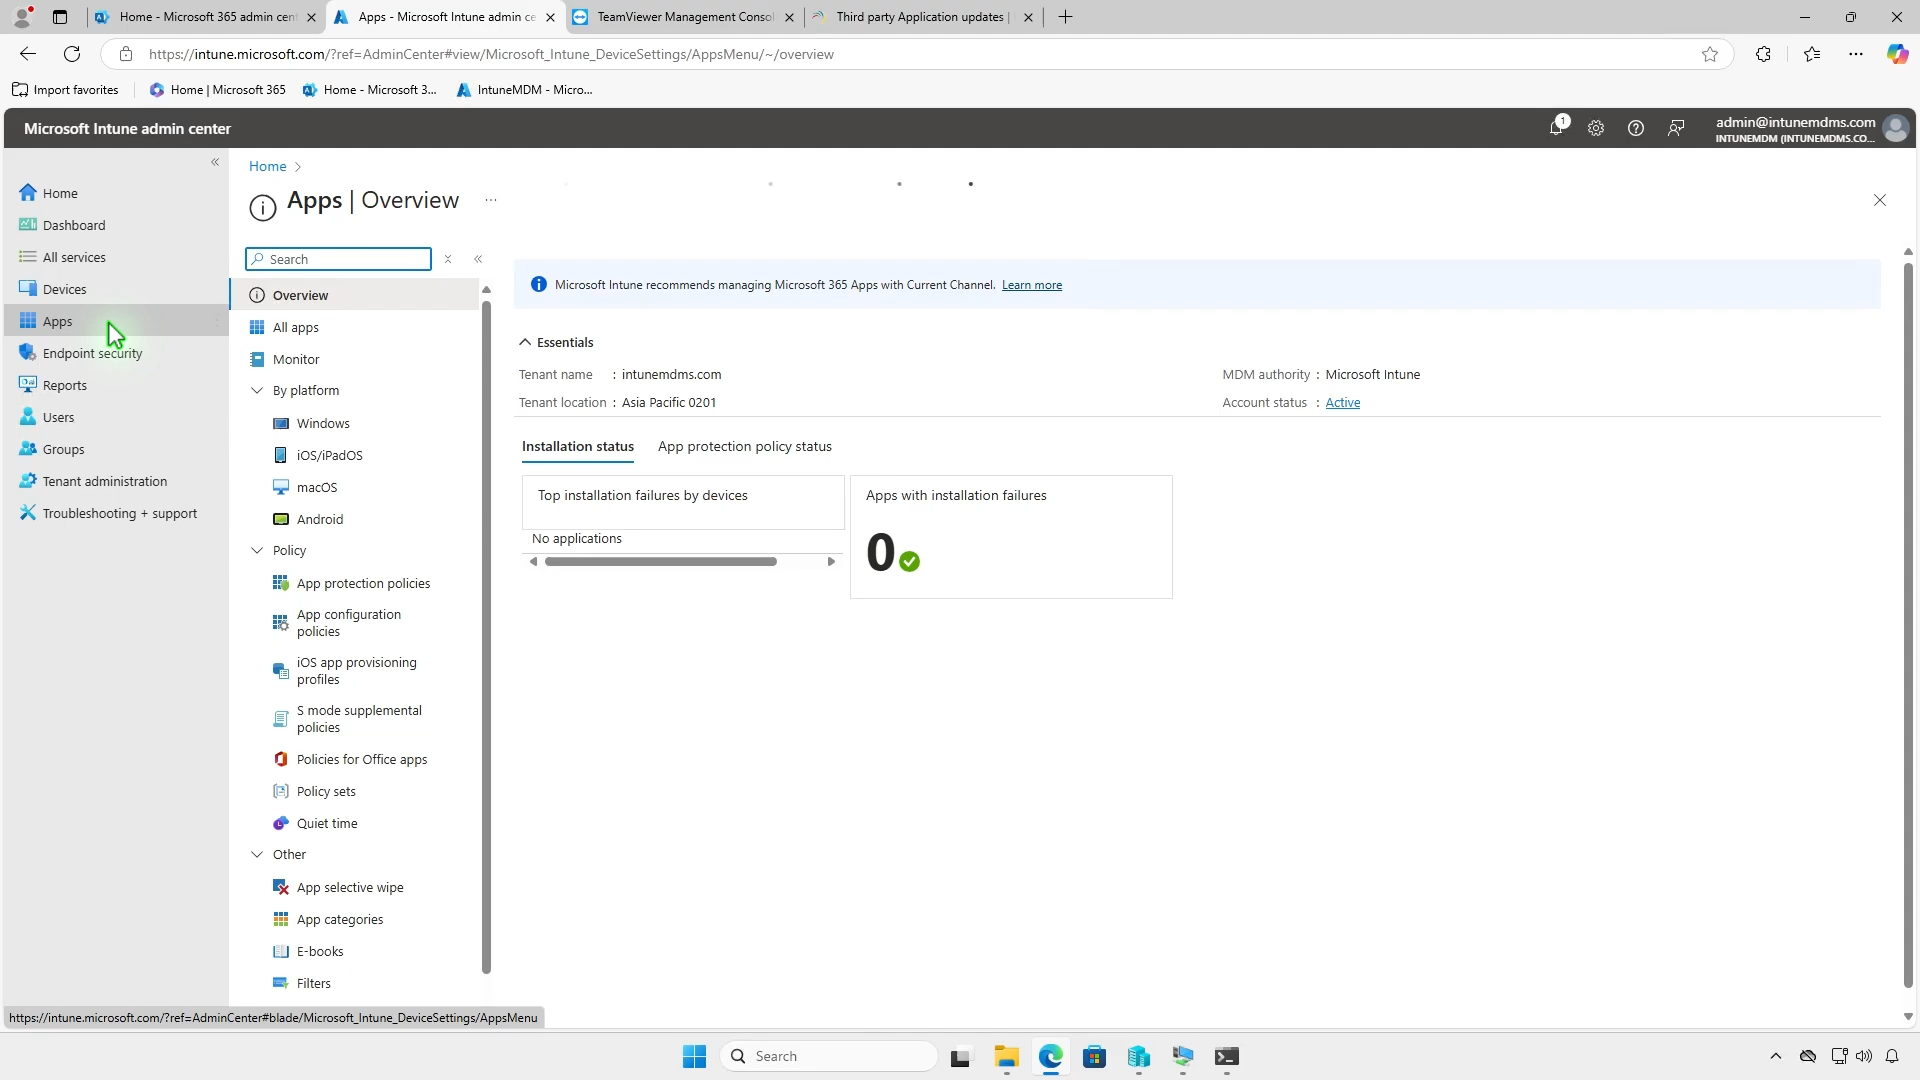 Home - Microsoft 365 admin cent
Apps - Microsoft Intune admin ce
TeamViewer Management Consol
Third party Application updates |
https://intune.microsoft.com/?ref=AdminCenter#view/Microsoft_Intune_DeviceSettings/AppsMenu/~/overview
Import favorites
Home | Microsoft 365
Home - Microsoft 3...
IntuneMDM - Micro...
Microsoft Intune admin center
1
admin@intunemdms.com
INTUNEMDM (INTUNEMDMS.CO...
Home
Dashboard
All services
Devices
Apps
Endpoint security
Reports
Users
Groups
Tenant administration
Troubleshooting + support
Home >
Apps | Overview ...
Search
Overview
All apps
Monitor
By platform
Windows
iOS/iPadOS
macOS
Android
Policy
App protection policies
App configuration
policies
iOS app provisioning
profiles
S mode supplemental
policies
Policies for Office apps
Policy sets
Quiet time
Other
App selective wipe
App categories
E-books
Filters
Microsoft Intune recommends managing Microsoft 365 Apps with Current Channel. Learn more
Essentials
Tenant name : intunemdms.com
MDM authority : Microsoft Intune
Tenant location : Asia Pacific 0201
Account status : Active
Installation status
App protection policy status
Top installation failures by devices
No applications
Apps with installation failures
0
https://intune.microsoft.com/?ref=AdminCenter#blade/Microsoft_Intune_DeviceSettings/AppsMenu
Search